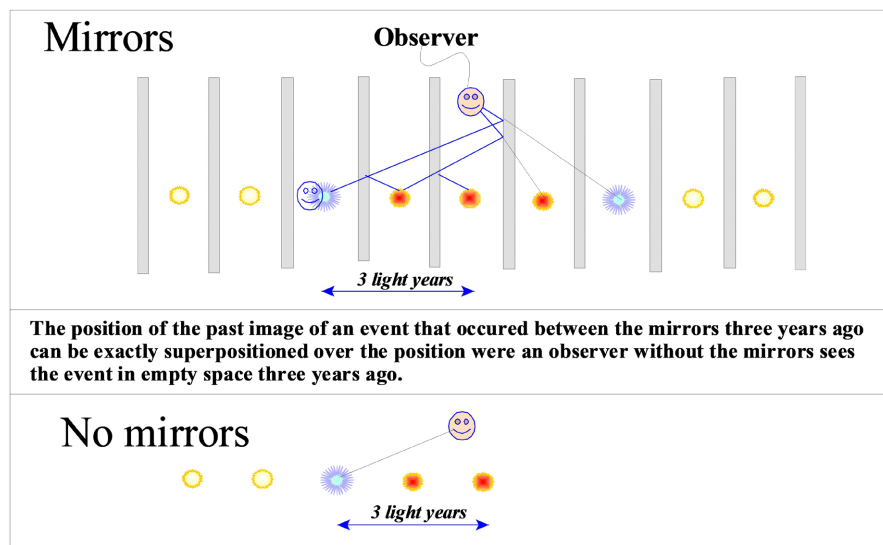 Mirrors
Observer
3 light years
The position of the past image of an event that occured between the mirrors three years ago
can be exactly superpositioned over the position were an observer without the mirrors sees
the event in empty space three years ago.
No mirrors
3 light years